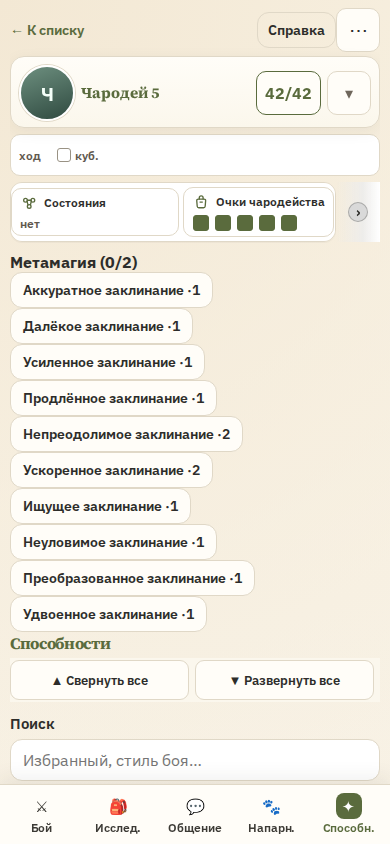 ← К списку
Справка
...
Ч
Чародей 5
42/42
▼
ход
куб.
Состояния
нет
Очки чародейства
›
Метамагия (0/2)
Аккуратное заклинание ·1
Далёкое заклинание ·1
Усиленное заклинание ·1
Продлённое заклинание ·1
Непреодолимое заклинание ·2
Ускоренное заклинание ·2
Ищущее заклинание ·1
Неуловимое заклинание ·1
Преобразованное заклинание ·1
Удвоенное заклинание ·1
Способности
▲ Свернуть все
▼ Развернуть все
Поиск
Избранный, стиль боя...
Бой
Исслед.
Общение
Напарн.
Способн.